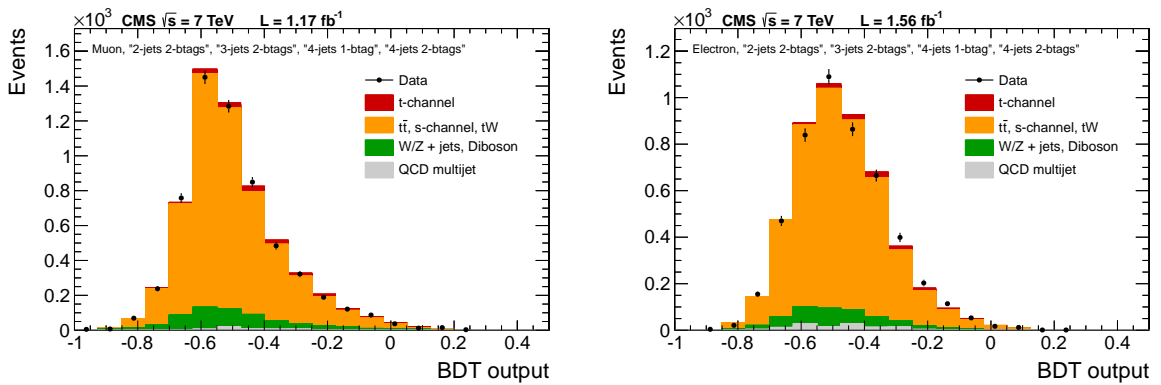 ×10³ CMS √s = 7 TeV L = 1.17 fb⁻¹
Muon, "2-jets 2-btags", "3-jets 2-btags", "4-jets 1-btag", "4-jets 2-btags"
Events
1.6
1.4
1.2
1
0.8
0.6
0.4
0.2
0
Data
t-channel
tt̄, s-channel, tW
W/Z + jets, Diboson
QCD multijet
-1 -0.8 -0.6 -0.4 -0.2 0 0.2 0.4
BDT output
×10³ CMS √s = 7 TeV L = 1.56 fb⁻¹
Electron, "2-jets 2-btags", "3-jets 2-btags", "4-jets 1-btag", "4-jets 2-btags"
Events
1.2
1
0.8
0.6
0.4
0.2
0
Data
t-channel
tt̄, s-channel, tW
W/Z + jets, Diboson
QCD multijet
-1 -0.8 -0.6 -0.4 -0.2 0 0.2 0.4
BDT output